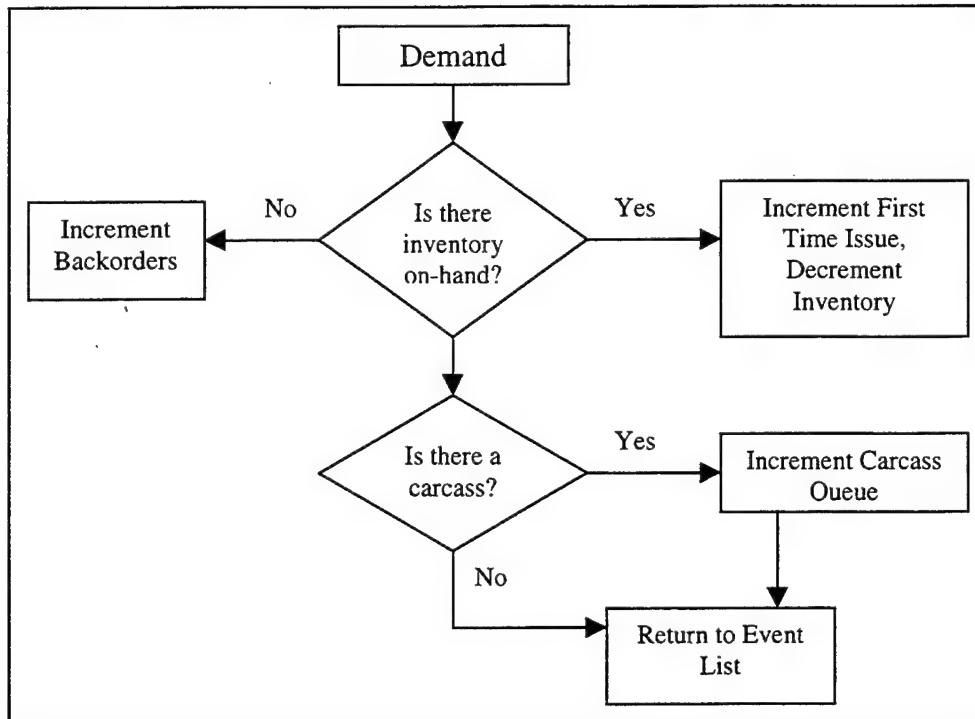 Demand
No
Yes
Is there
inventory
on-hand?
Increment
Backorders
Increment First
Time Issue,
Decrement
Inventory
Is there a
carcass?
Yes
Increment Carcass
Queue
No
Return to Event
List